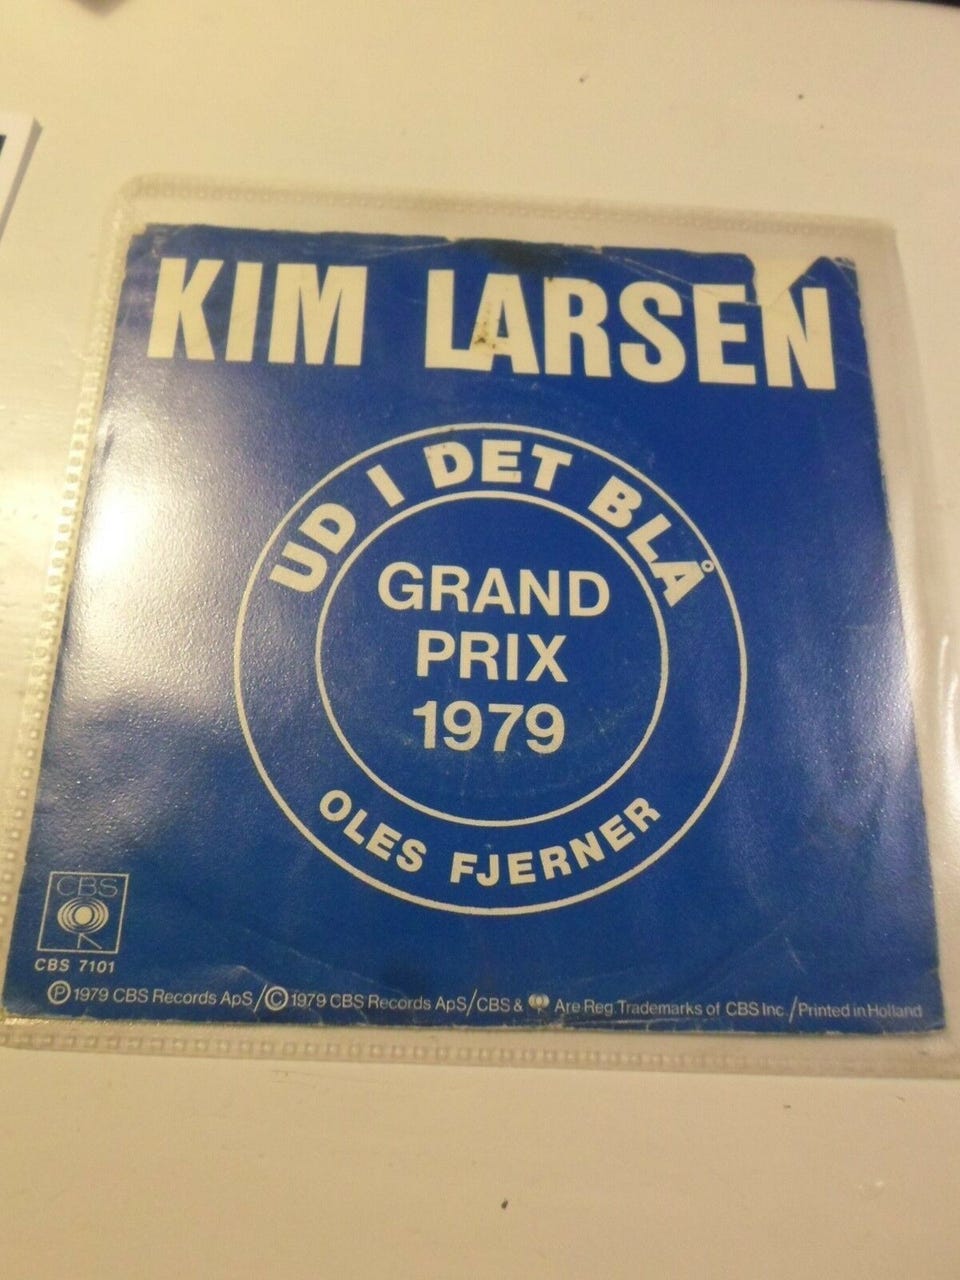 KIM LARSEN
UD I DET BLÅ
GRAND
PRIX
1979
OLES FJERNER
CBS
CBS 7101
Ⓟ 1979 CBS Records ApS/© 1979 CBS Records ApS/CBS & Are Reg. Trademarks of CBS Inc./Printed in Holland